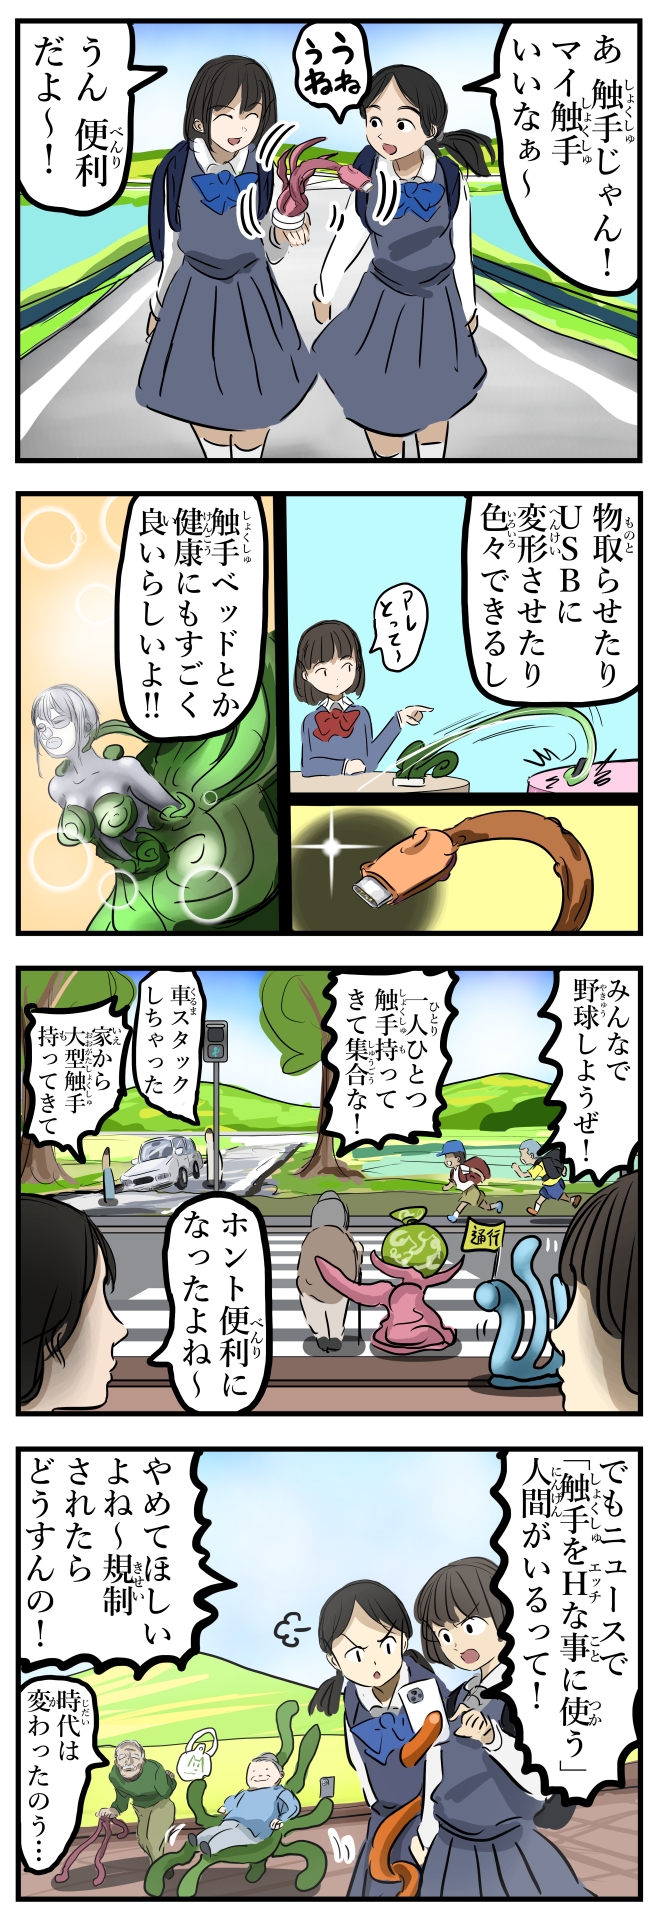 あ 触手じゃん！
マイ触手
いいなぁ～
うねうね
うん 便利
だよ～！
物取らせたり
USBに
変形させたり
色々できるし
アレ
とって～
触手ベッドとか
健康にもすごく
良いらしいよ!!
みんなで
野球しようぜ！
一人ひとつ
触手持って
きて集合な！
車スタック
しちゃった
家から
大型触手
持ってきて
通行
ホント便利に
なったよね～
でもニュースで
「触手をHな事に使う」
人間がいるって！
やめてほしい
よね～規制
されたら
どうすんの！
時代は
変わったのう…